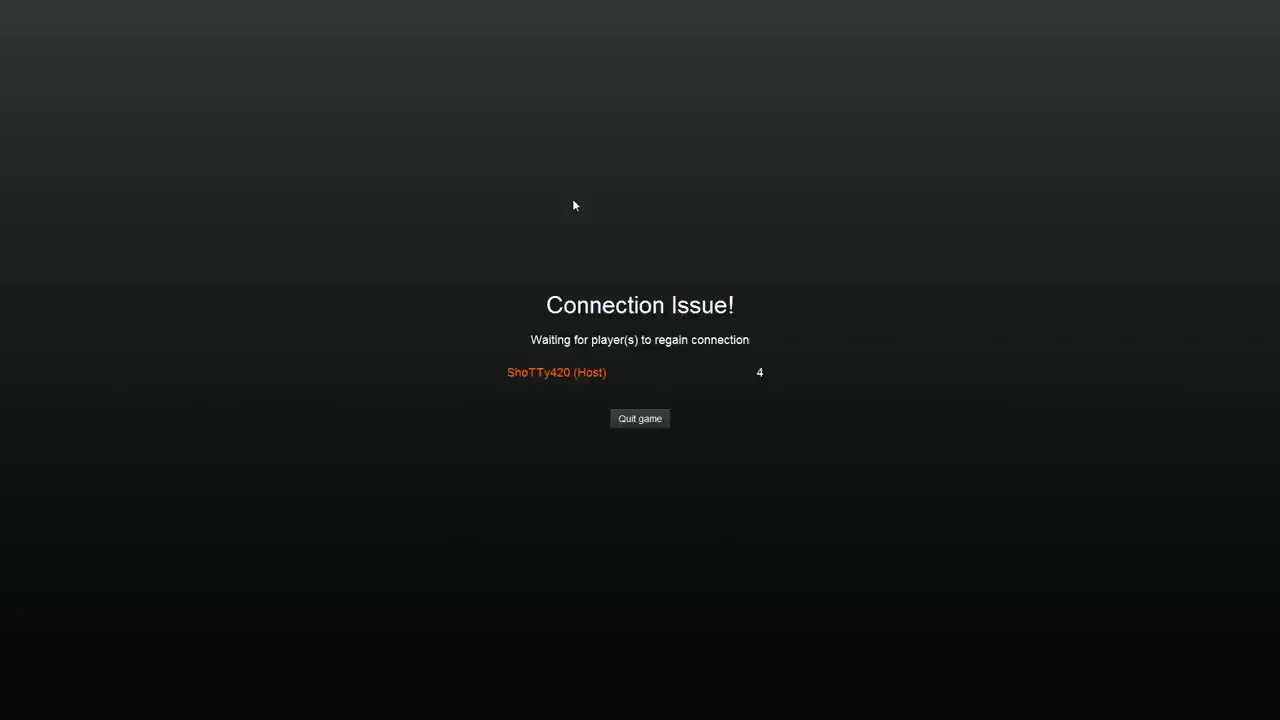 Connection Issue!
Waiting for player(s) to regain connection
ShoTTy420 (Host) 4
Quit game